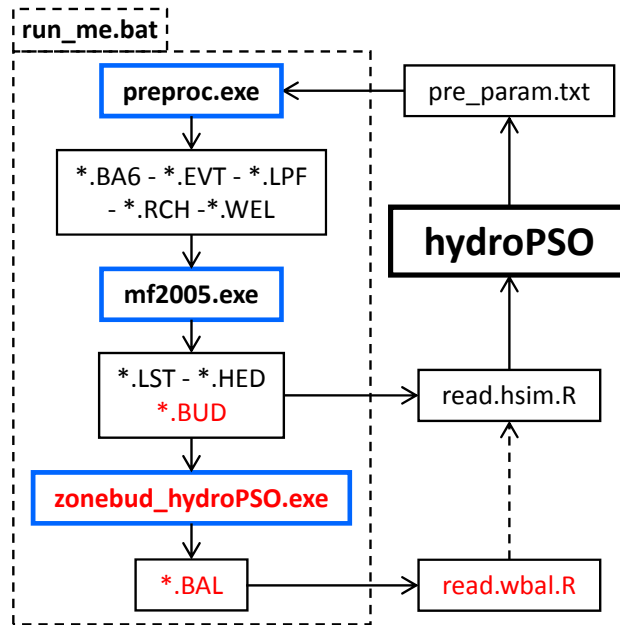 run_me.bat
preproc.exe
pre_param.txt
*.BA6 - *.EVT - *.LPF
- *.RCH -*.WEL
hydroPSO
mf2005.exe
*.LST - *.HED
*.BUD
read.hsim.R
zonebud_hydroPSO.exe
*.BAL
read.wbal.R